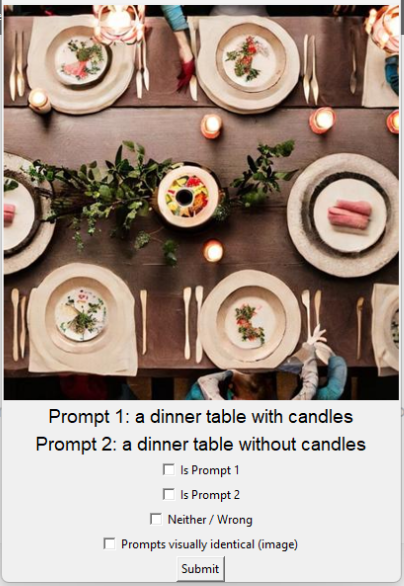 Prompt 1: a dinner table with candles
Prompt 2: a dinner table without candles
Is Prompt 1
Is Prompt 2
Neither / Wrong
Prompts visually identical (image)
Submit